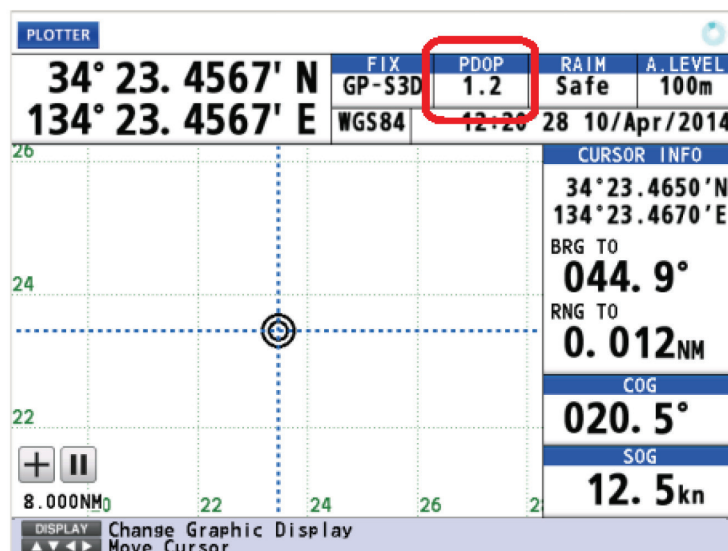 PLOTTER
34° 23. 4567' N
134° 23. 4567' E
FIX PDOP RAIM A.LEVEL
GP-S3D 1.2 Safe 100m
WGS84 12:20 28 10/Apr/2014
CURSOR INFO
34°23.4650'N
134°23.4670'E
BRG TO
044. 9°
RNG TO
0. 012NM
COG
020. 5°
SOG
12. 5kn
26
24
22
8.000NM
22 24 26
DISPLAY Change Graphic Display
Move Cursor